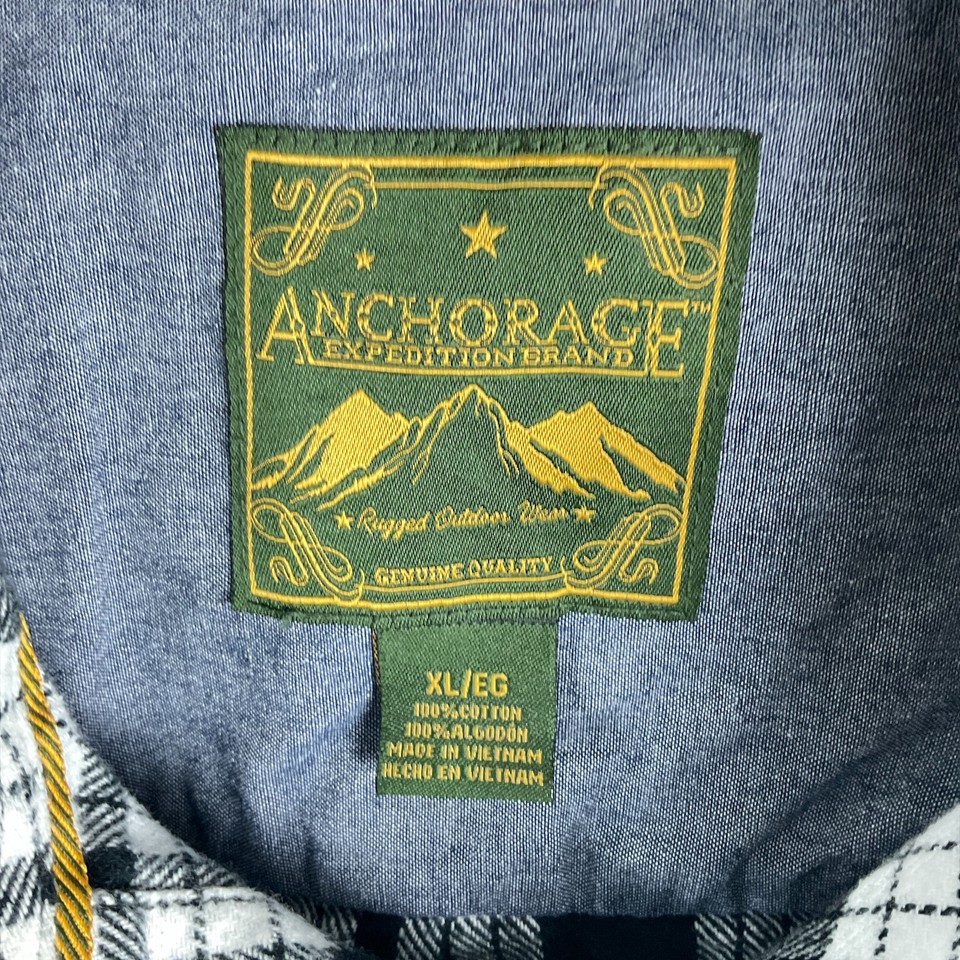 ANCHORAGE™
EXPEDITION BRAND
Rugged Outdoor Wear
GENUINE QUALITY
XL/EG
100% COTTON
100% ALGODÓN
MADE IN VIETNAM
HECHO EN VIETNAM